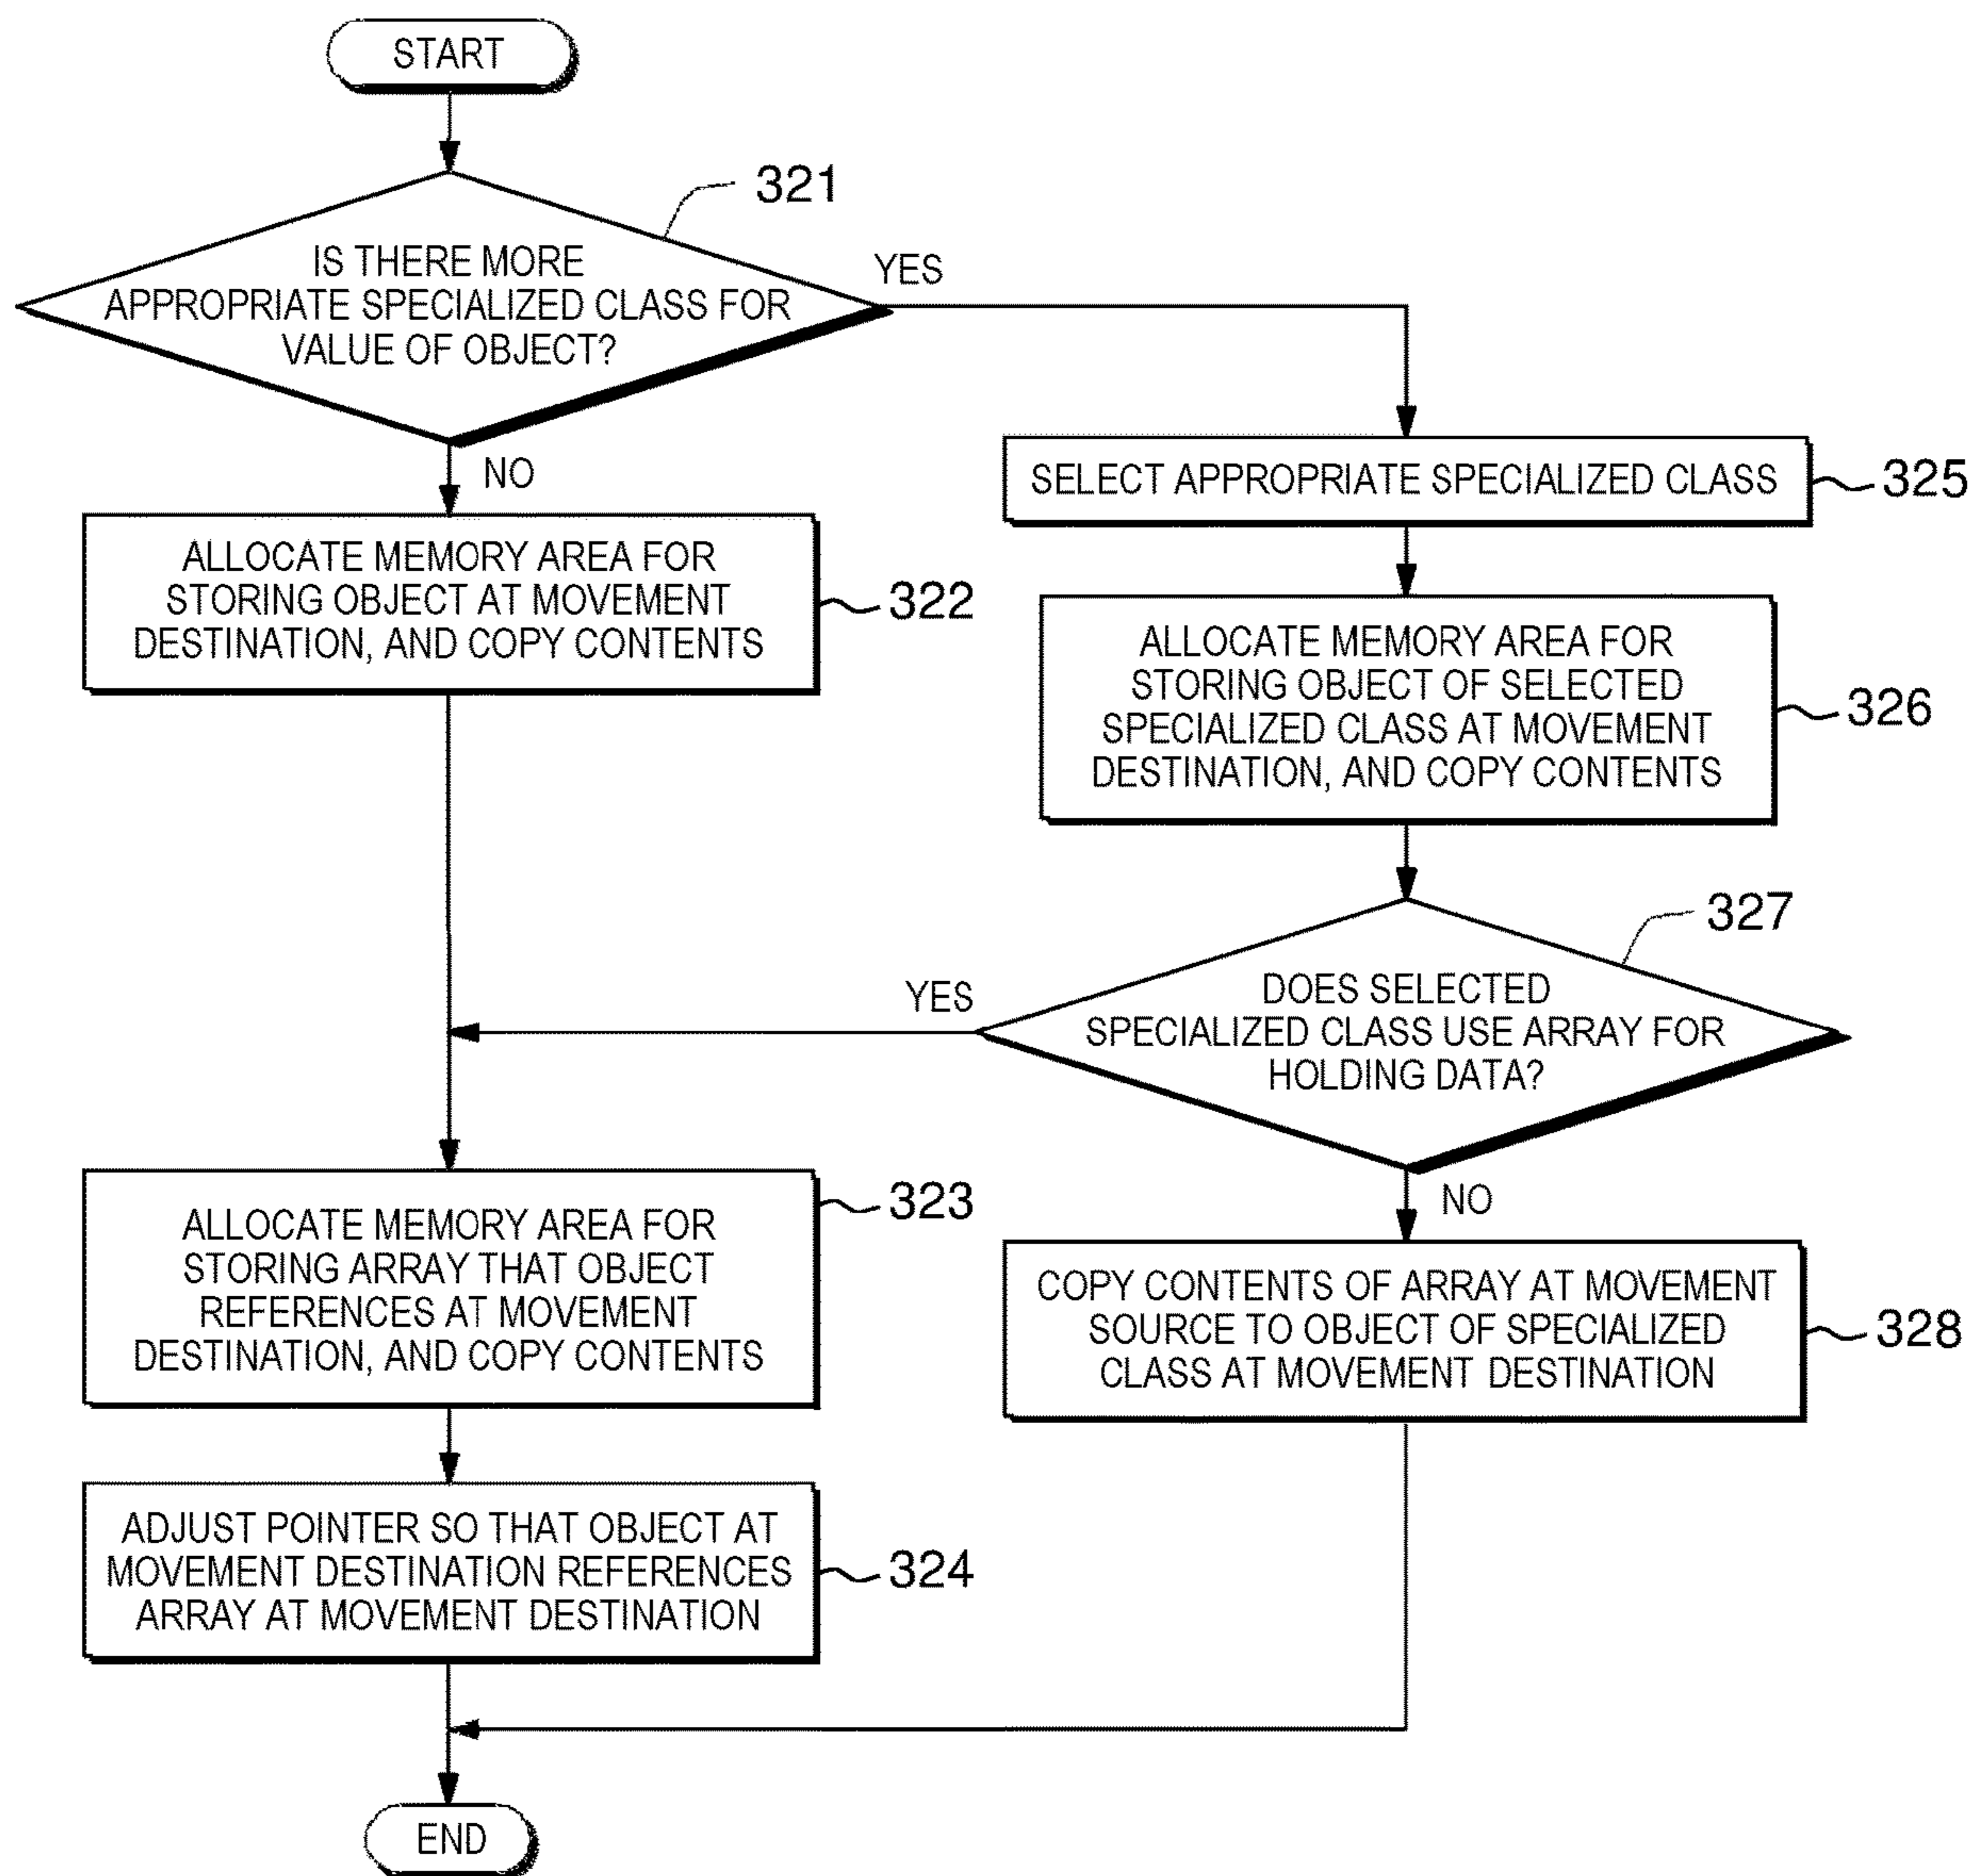 START
321
IS THERE MORE
APPROPRIATE SPECIALIZED CLASS FOR
VALUE OF OBJECT?
YES
NO
ALLOCATE MEMORY AREA FOR
STORING OBJECT AT MOVEMENT
DESTINATION, AND COPY CONTENTS
322
SELECT APPROPRIATE SPECIALIZED CLASS
325
ALLOCATE MEMORY AREA FOR
STORING OBJECT OF SELECTED
SPECIALIZED CLASS AT MOVEMENT
DESTINATION, AND COPY CONTENTS
326
327
DOES SELECTED
SPECIALIZED CLASS USE ARRAY FOR
HOLDING DATA?
YES
NO
ALLOCATE MEMORY AREA FOR
STORING ARRAY THAT OBJECT
REFERENCES AT MOVEMENT
DESTINATION, AND COPY CONTENTS
323
COPY CONTENTS OF ARRAY AT MOVEMENT
SOURCE TO OBJECT OF SPECIALIZED
CLASS AT MOVEMENT DESTINATION
328
ADJUST POINTER SO THAT OBJECT AT
MOVEMENT DESTINATION REFERENCES
ARRAY AT MOVEMENT DESTINATION
324
END